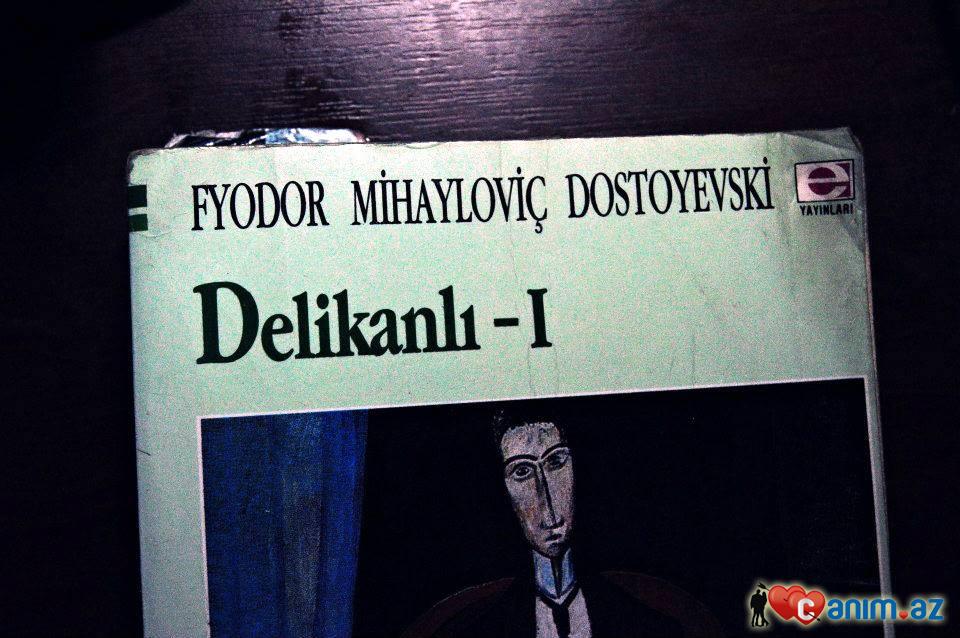 FYODOR MİHAYLOVİÇ DOSTOYEVSKİ
e
YAYINLARI
Delikanlı - I
Canım.az